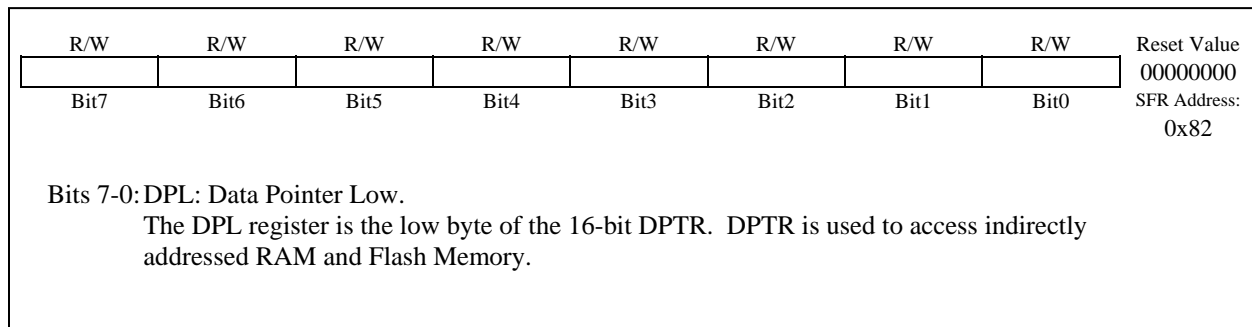 R/W R/W R/W R/W R/W R/W R/W R/W Reset Value
00000000
Bit7 Bit6 Bit5 Bit4 Bit3 Bit2 Bit1 Bit0 SFR Address:
0x82
Bits 7-0: DPL: Data Pointer Low.
The DPL register is the low byte of the 16-bit DPTR. DPTR is used to access indirectly
addressed RAM and Flash Memory.